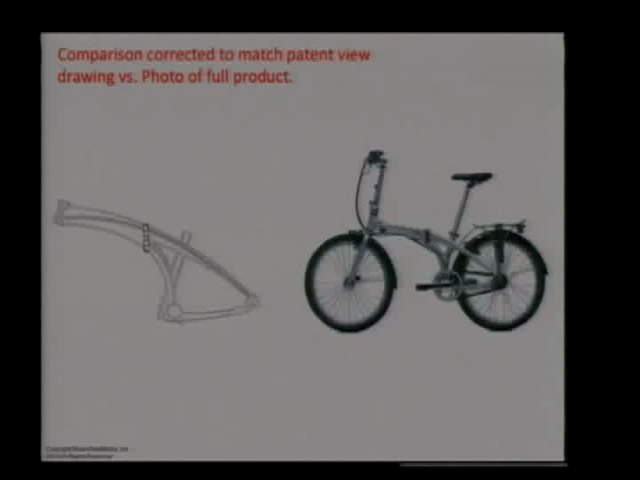 Comparison corrected to match patent view
drawing vs. Photo of full product.